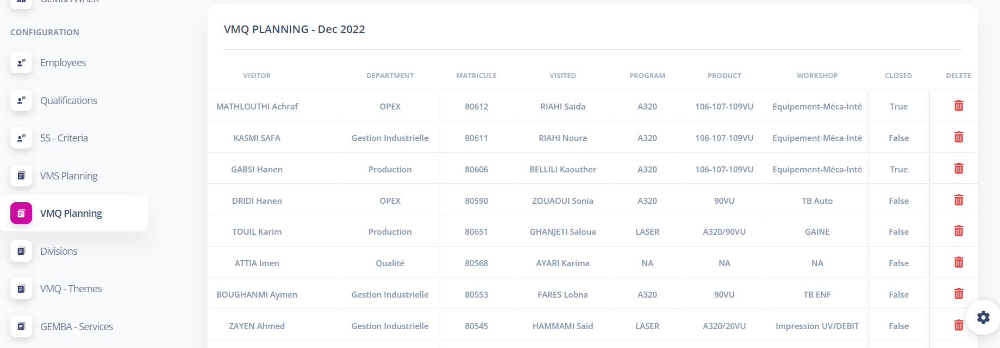 GEMBA WALK
CONFIGURATION
Employees
Qualifications
5S - Criteria
VMS Planning
VMQ Planning
Divisions
VMQ - Themes
GEMBA - Services
VMQ PLANNING - Dec 2022
VISITOR DEPARTMENT MATRICULE VISITED PROGRAM PRODUCT WORKSHOP CLOSED DELETE
MATHLOUTHI Achraf OPEX 80612 RIAHI Saida A320 106-107-109VU Equipement-Méca-Inté True
KASMI SAFA Gestion Industrielle 80611 RIAHI Noura A320 106-107-109VU Equipement-Méca-Inté False
GABSI Hanen Production 80606 BELLILI Kaouther A320 106-107-109VU Equipement-Méca-Inté True
DRIDI Hanen OPEX 80590 ZOUAOUI Sonia A320 90VU TB Auto False
TOUIL Karim Production 80651 GHANJETI Saloua LASER A320/90VU GAINE False
ATTIA Imen Qualité 80568 AYARI Karima NA NA NA False
BOUGHANMI Aymen Gestion Industrielle 80553 FARES Lobna A320 90VU TB ENF False
ZAYEN Ahmed Gestion Industrielle 80545 HAMMAMI Said LASER A320/20VU Impression UV/DEBIT False